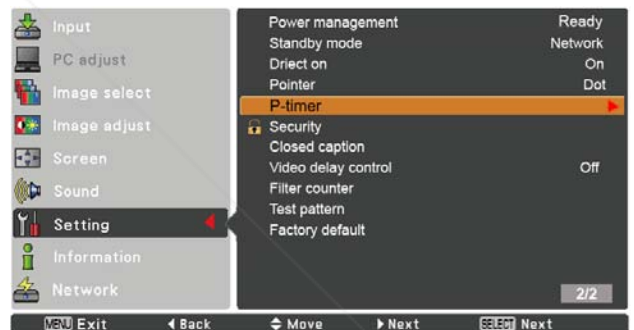 Input
PC adjust
Image select
Image adjust
Screen
Sound
Setting
Information
Network
Power management Ready
Standby mode Network
Driect on On
Pointer Dot
P-timer
Security
Closed caption
Video delay control Off
Filter counter
Test pattern
Factory default
2/2
MENU Exit Back Move Next SELECT Next